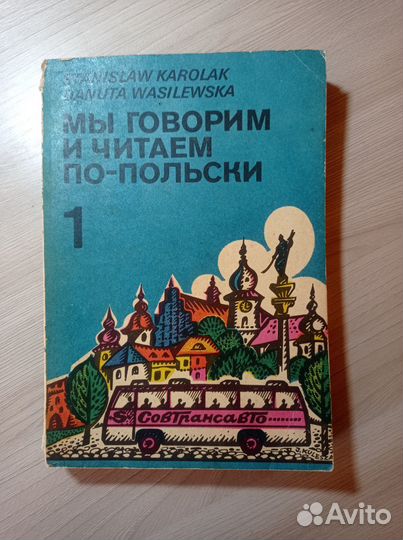 STANISŁAW KAROLAK
DANUTA WASILEWSKA
МЫ ГОВОРИМ
И ЧИТАЕМ
ПО-ПОЛЬСКИ
1
СовТрансавто
Avito